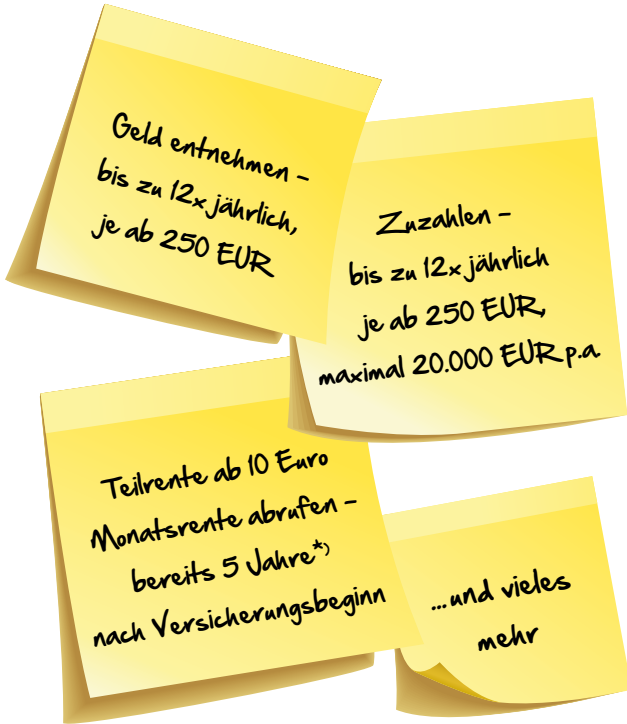 Geld entnehmen –
bis zu 12x jährlich,
je ab 250 EUR
Zuzahlen –
bis zu 12x jährlich
je ab 250 EUR,
maximal 20.000 EUR p.a
Teilrente ab 10 Euro
Monatsrente abrufen –
bereits 5 Jahre*)
nach Versicherungsbeginn
...und vieles
mehr